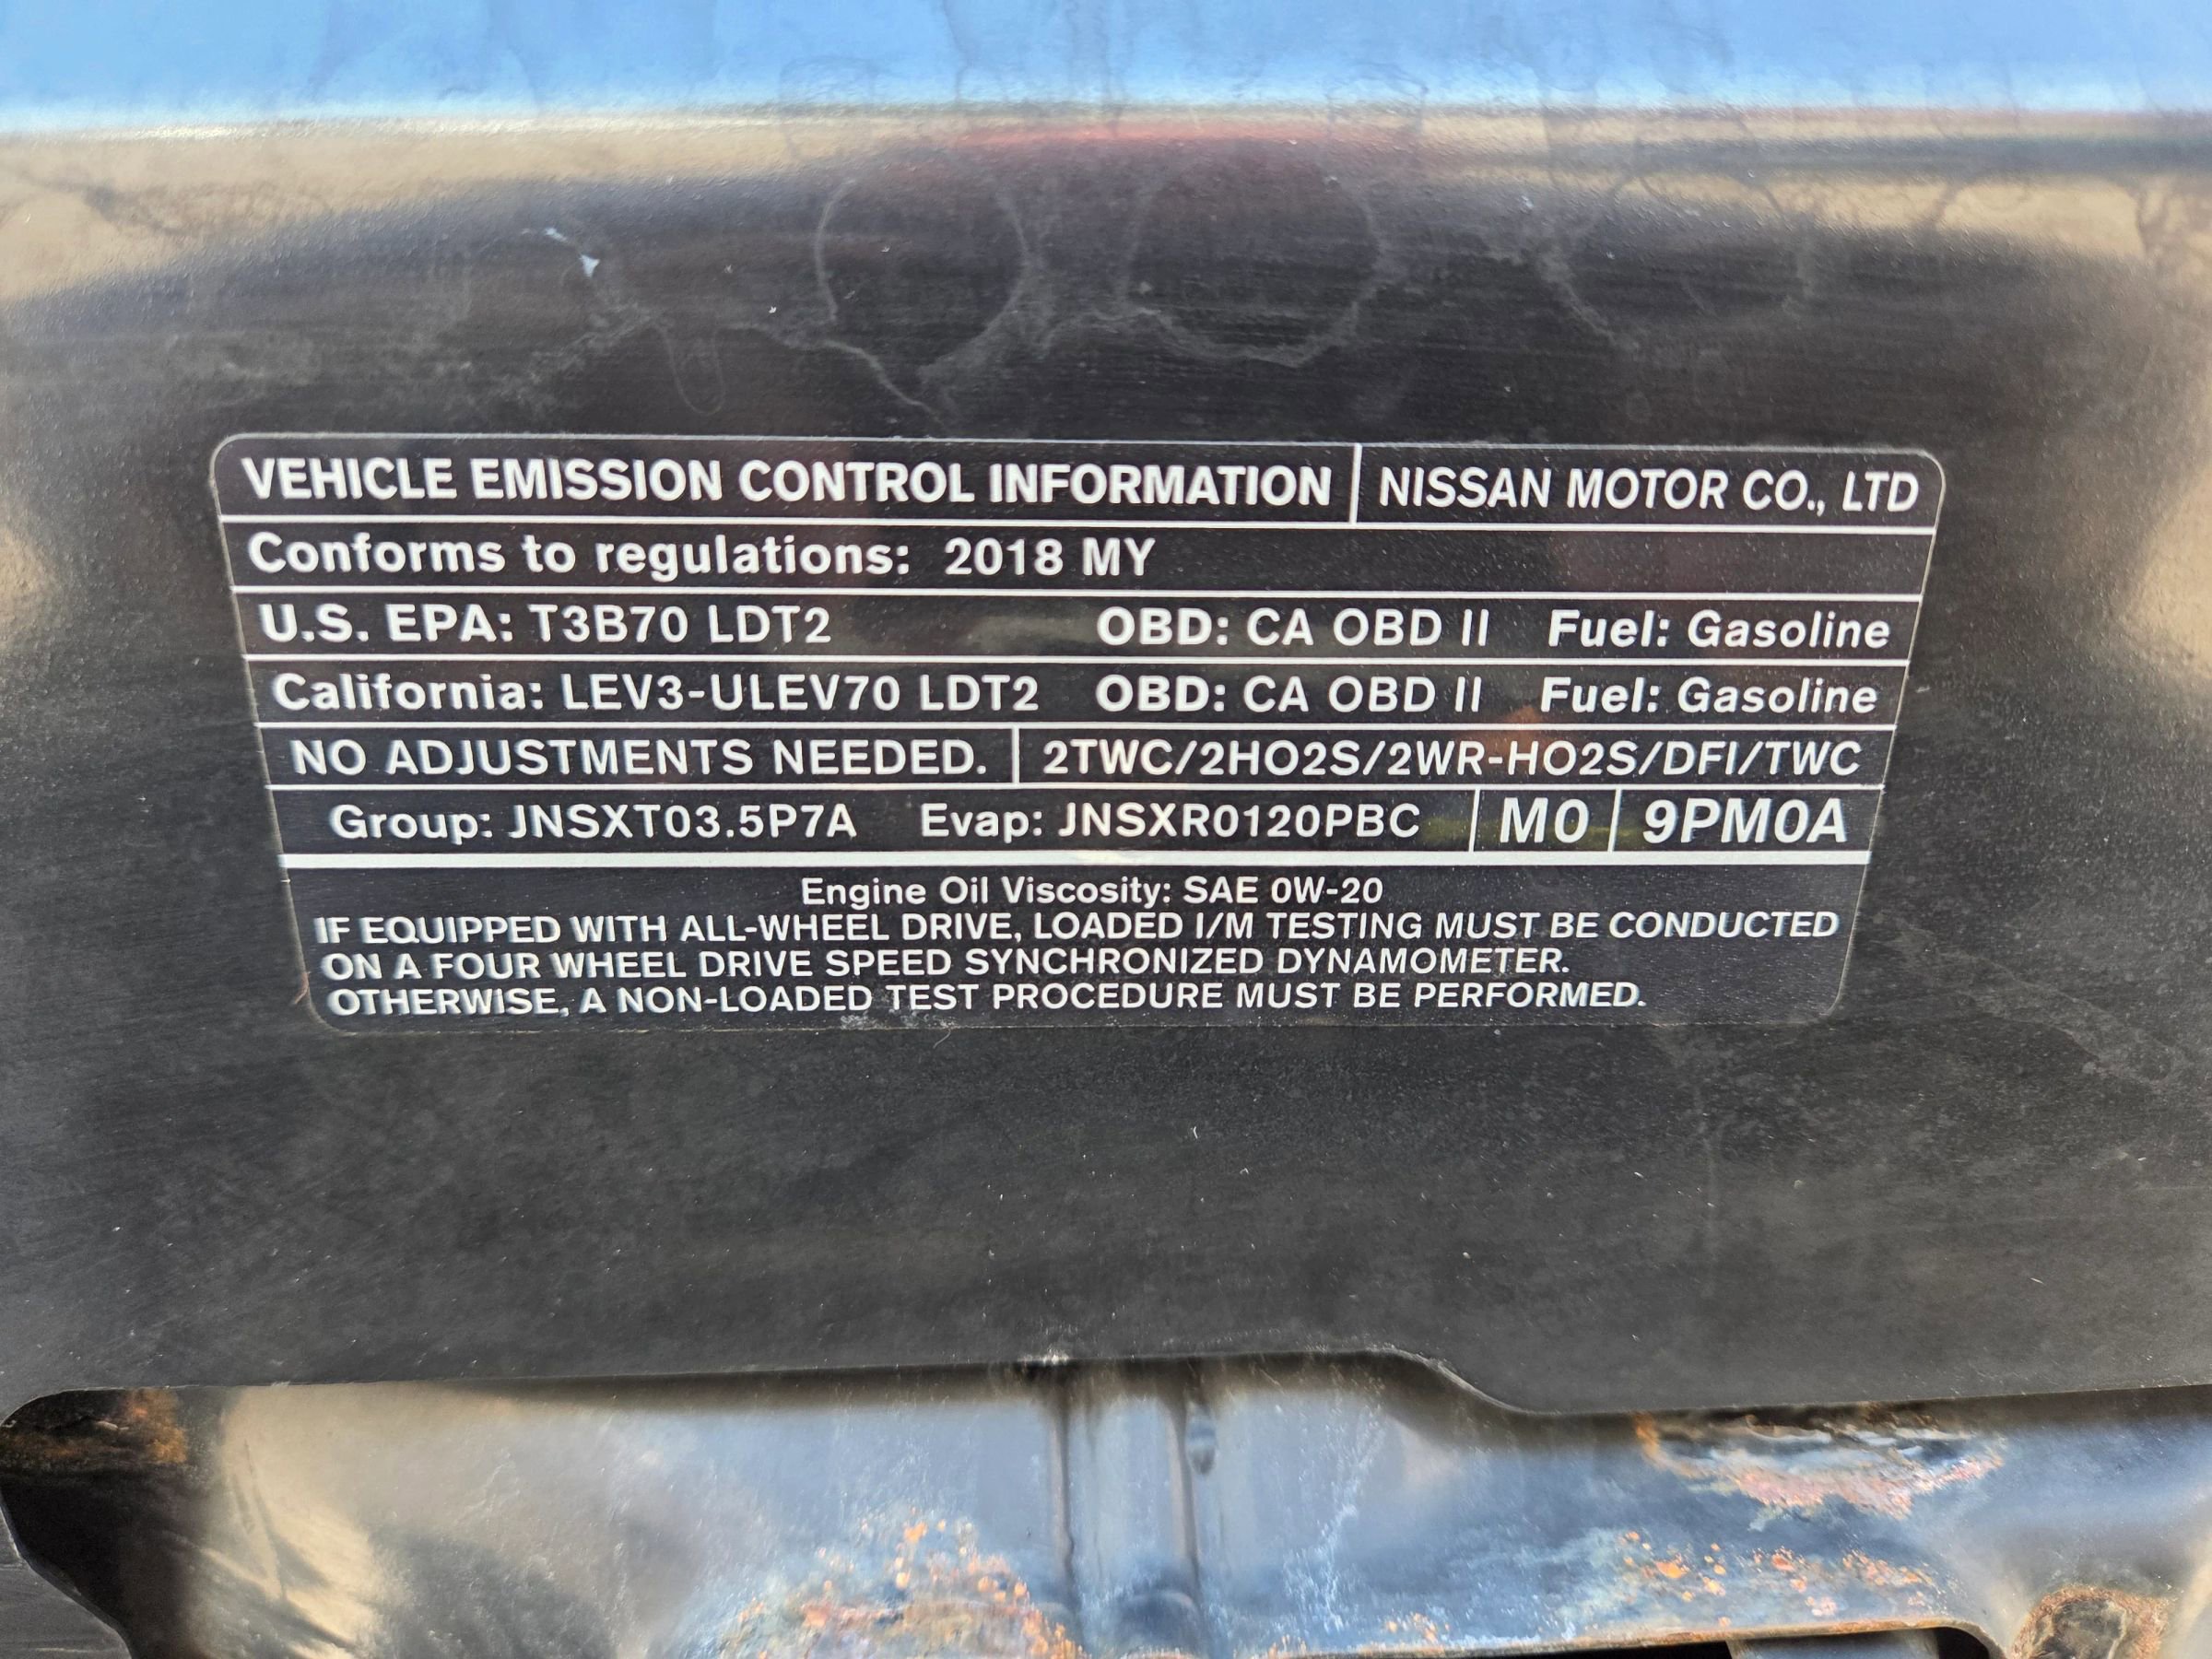 VEHICLE EMISSION CONTROL INFORMATION NISSAN MOTOR CO., LTD
Conforms to regulations: 2018 MY
U.S. EPA: T3B70 LDT2 OBD: CA OBD II Fuel: Gasoline
California: LEV3-ULEV70 LDT2 OBD: CA OBD II Fuel: Gasoline
NO ADJUSTMENTS NEEDED. 2TWC/2HO2S/2WR-HO2S/DFI/TWC
Group: JNSXT03.5P7A Evap: JNSXR0120PBC M0 9PM0A
Engine Oil Viscosity: SAE 0W-20
IF EQUIPPED WITH ALL-WHEEL DRIVE, LOADED I/M TESTING MUST BE CONDUCTED
ON A FOUR WHEEL DRIVE SPEED SYNCHRONIZED DYNAMOMETER.
OTHERWISE, A NON-LOADED TEST PROCEDURE MUST BE PERFORMED.